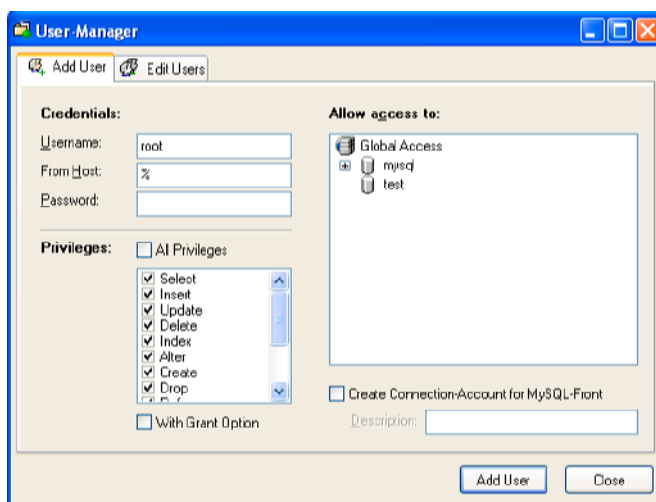 User-Manager
Add User
Edit Users
Credentials:
Username:
root
From Host:
%
Password:
Privileges:
All Privileges
Select
Insert
Update
Delete
Index
Alter
Create
Drop
With Grant Option
Allow access to:
Global Access
mysql
test
Create Connection-Account for MySQL-Front
Description:
Add User
Close